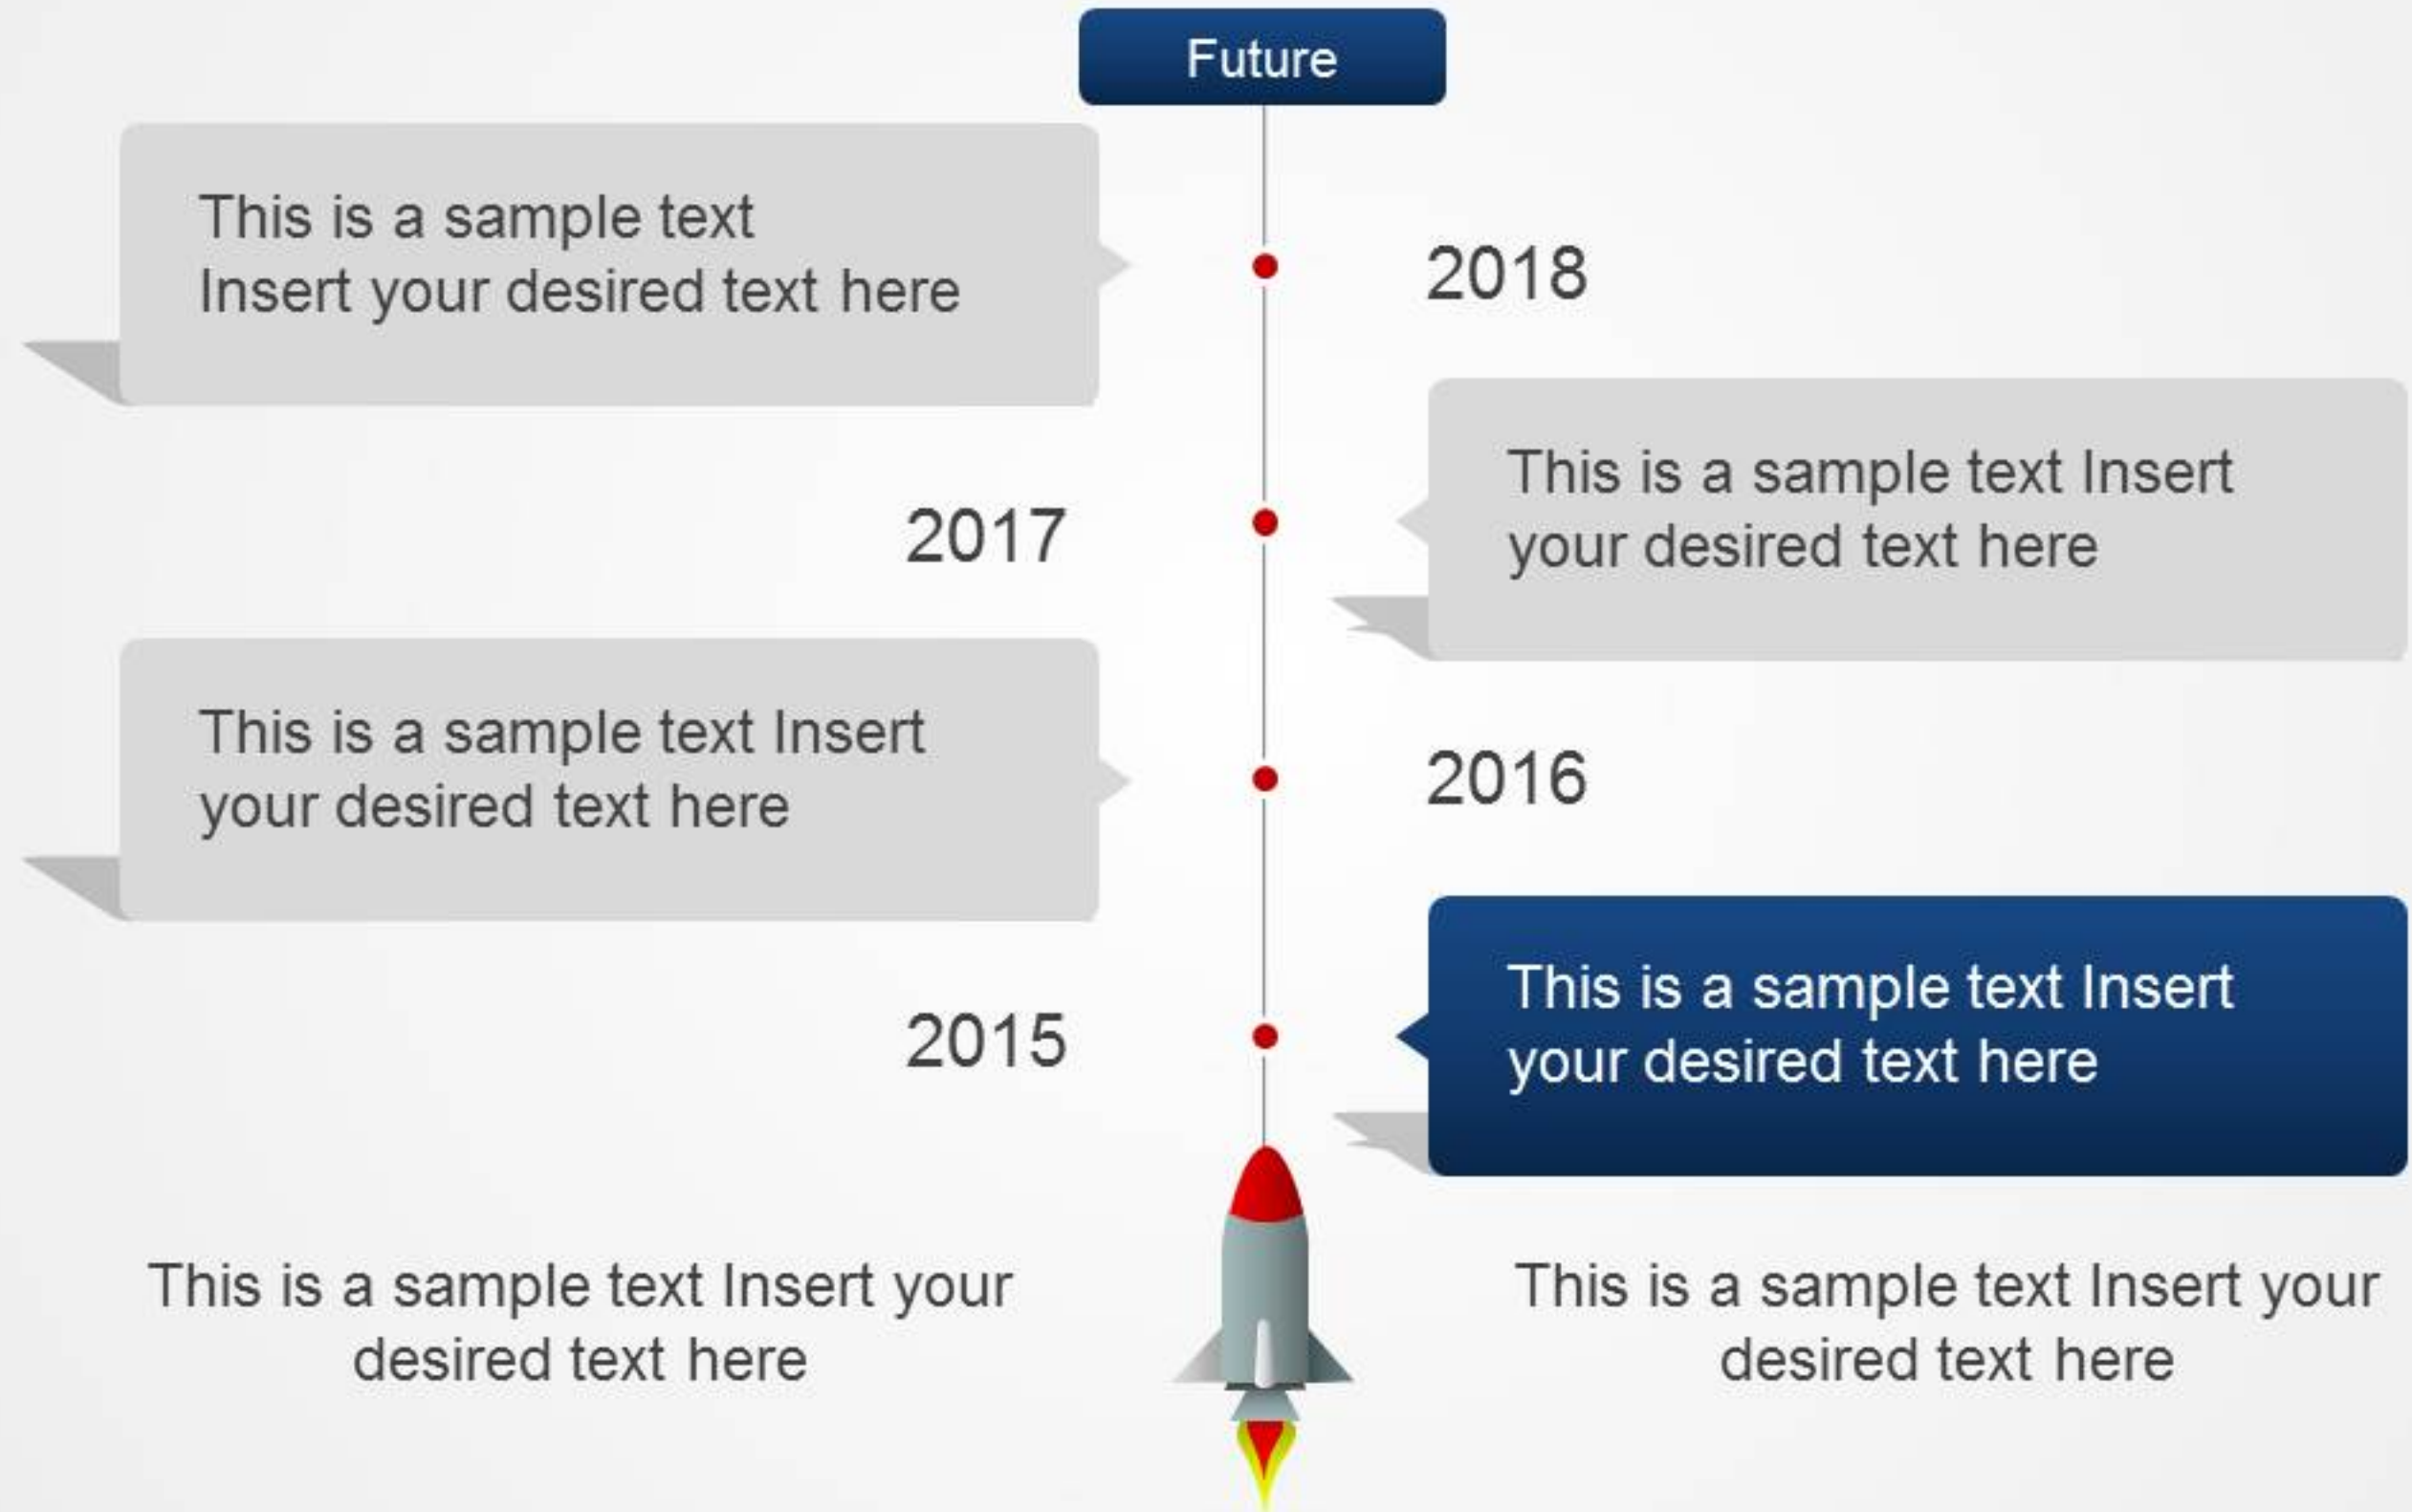 Future
This is a sample text
Insert your desired text here
2018
2017
This is a sample text Insert
your desired text here
This is a sample text Insert
your desired text here
2016
2015
This is a sample text Insert
your desired text here
This is a sample text Insert your
desired text here
This is a sample text Insert your
desired text here